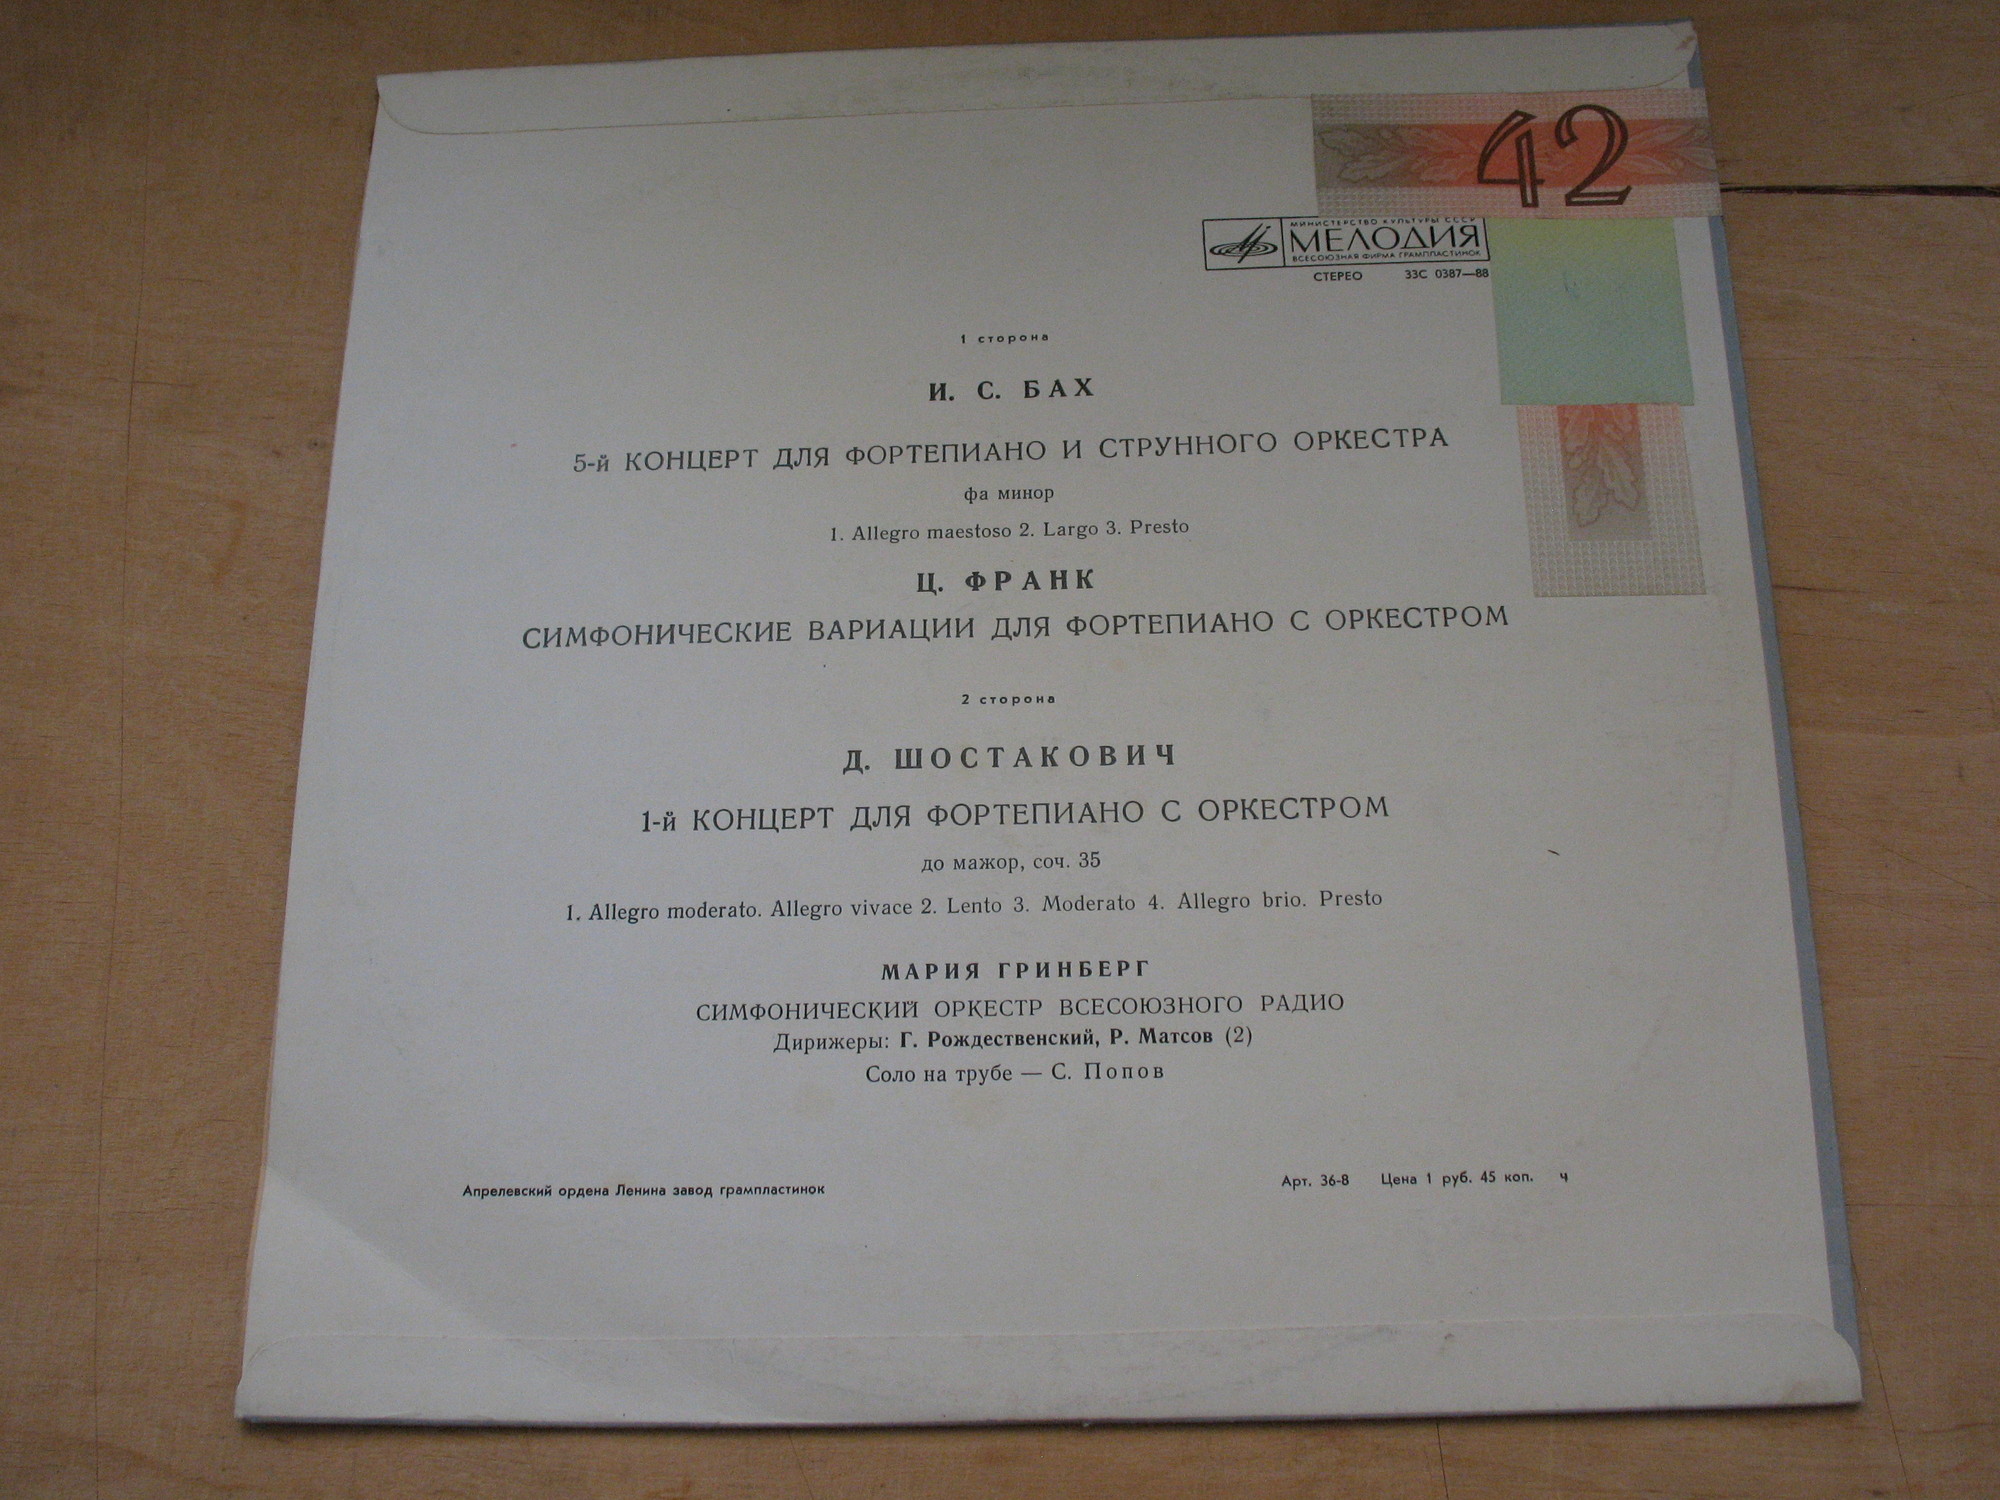 42
МИНИСТЕРСТВО КУЛЬТУРЫ СССР
МЕЛОДИЯ
ВСЕСОЮЗНАЯ ФИРМА ГРАМПЛАСТИНОК
СТЕРЕО 33С 0387—88
1 сторона
И. С. БАХ
5-й КОНЦЕРТ ДЛЯ ФОРТЕПИАНО И СТРУННОГО ОРКЕСТРА
фа минор
1. Allegro maestoso 2. Largo 3. Presto
Ц. ФРАНК
СИМФОНИЧЕСКИЕ ВАРИАЦИИ ДЛЯ ФОРТЕПИАНО С ОРКЕСТРОМ
2 сторона
Д. ШОСТАКОВИЧ
1-й КОНЦЕРТ ДЛЯ ФОРТЕПИАНО С ОРКЕСТРОМ
до мажор, соч. 35
1. Allegro moderato. Allegro vivace 2. Lento 3. Moderato 4. Allegro brio. Presto
МАРИЯ ГРИНБЕРГ
СИМФОНИЧЕСКИЙ ОРКЕСТР ВСЕСОЮЗНОГО РАДИО
Дирижеры: Г. Рождественский, Р. Матсов (2)
Соло на трубе — С. Попов
Апрелевский ордена Ленина завод грампластинок
Арт. 36-8 Цена 1 руб. 45 коп. ч